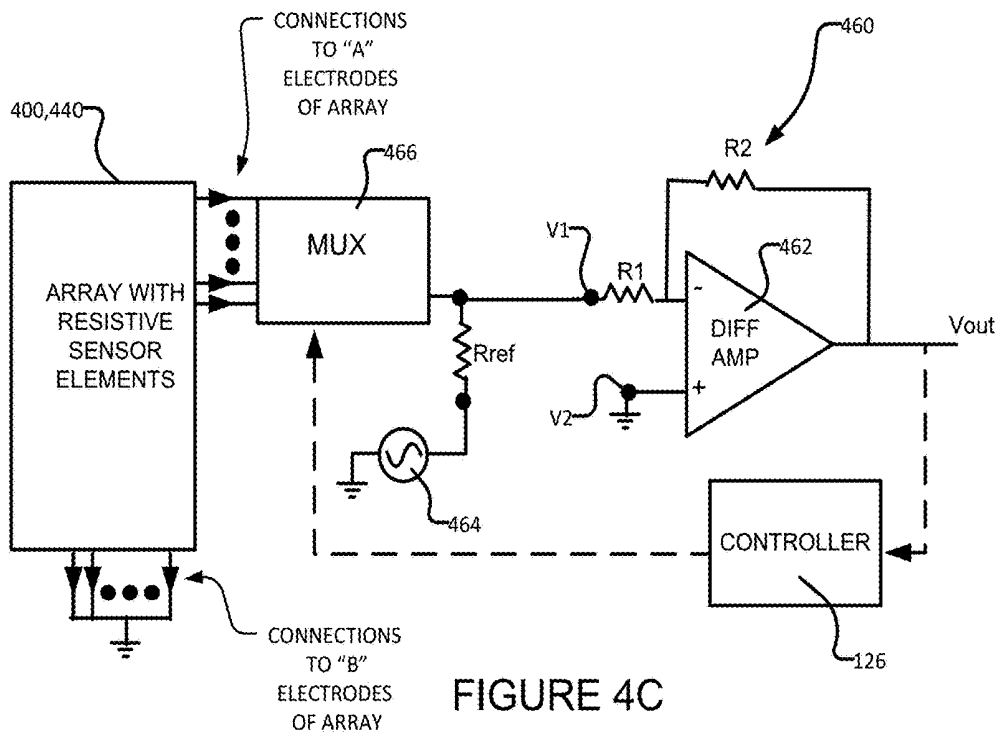 CONNECTIONS
TO "A"
ELECTRODES
OF ARRAY
460
400,440
466
R2
MUX
V1
R1
462
-
DIFF
AMP
+
Vout
ARRAY WITH
RESISTIVE
SENSOR
ELEMENTS
Rref
V2
464
CONTROLLER
126
CONNECTIONS
TO "B"
ELECTRODES
OF ARRAY
FIGURE 4C